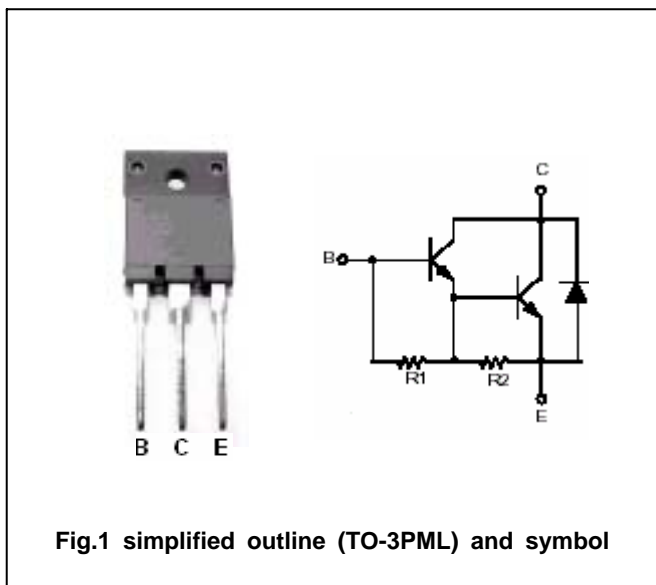 C
B
R1 R2
E
B C E
Fig.1 simplified outline (TO-3PML) and symbol